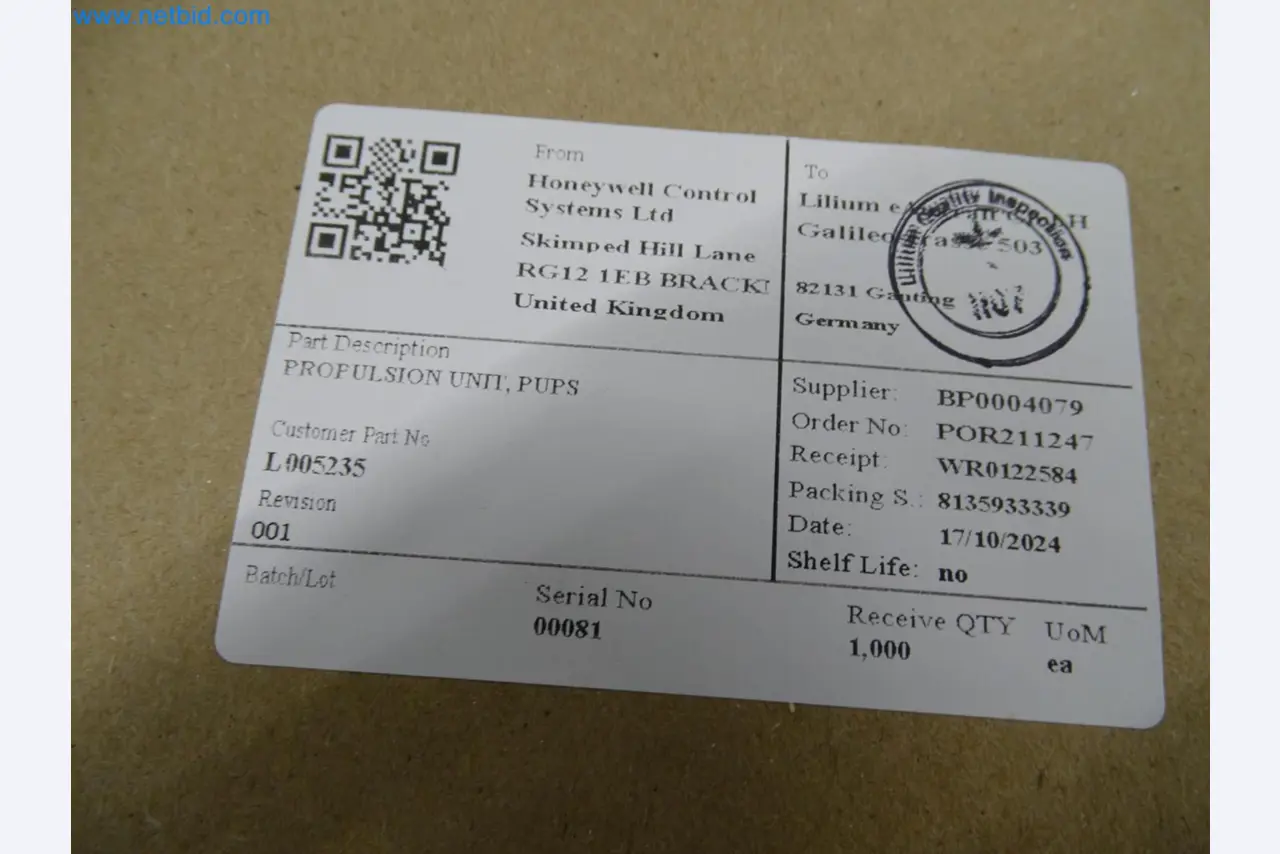 www.netbid.com
From
Honeywell Control
Systems Ltd
Skimped Hill Lane
RG12 1EB BRACK
United Kingdom
To
Lilium
82131 Gauting
Germany
Lilium Quality Inspection
Part Description
PROPULSION UNIT, PUPS
Customer Part No
L005235
Revision
001
Supplier: BP0004079
Order No: POR211247
Receipt: WR0122584
Packing S.: 8135933339
Date: 17/10/2024
Shelf Life: no
Batch/Lot
Serial No
00081
Receive QTY
1,000
UoM
ea